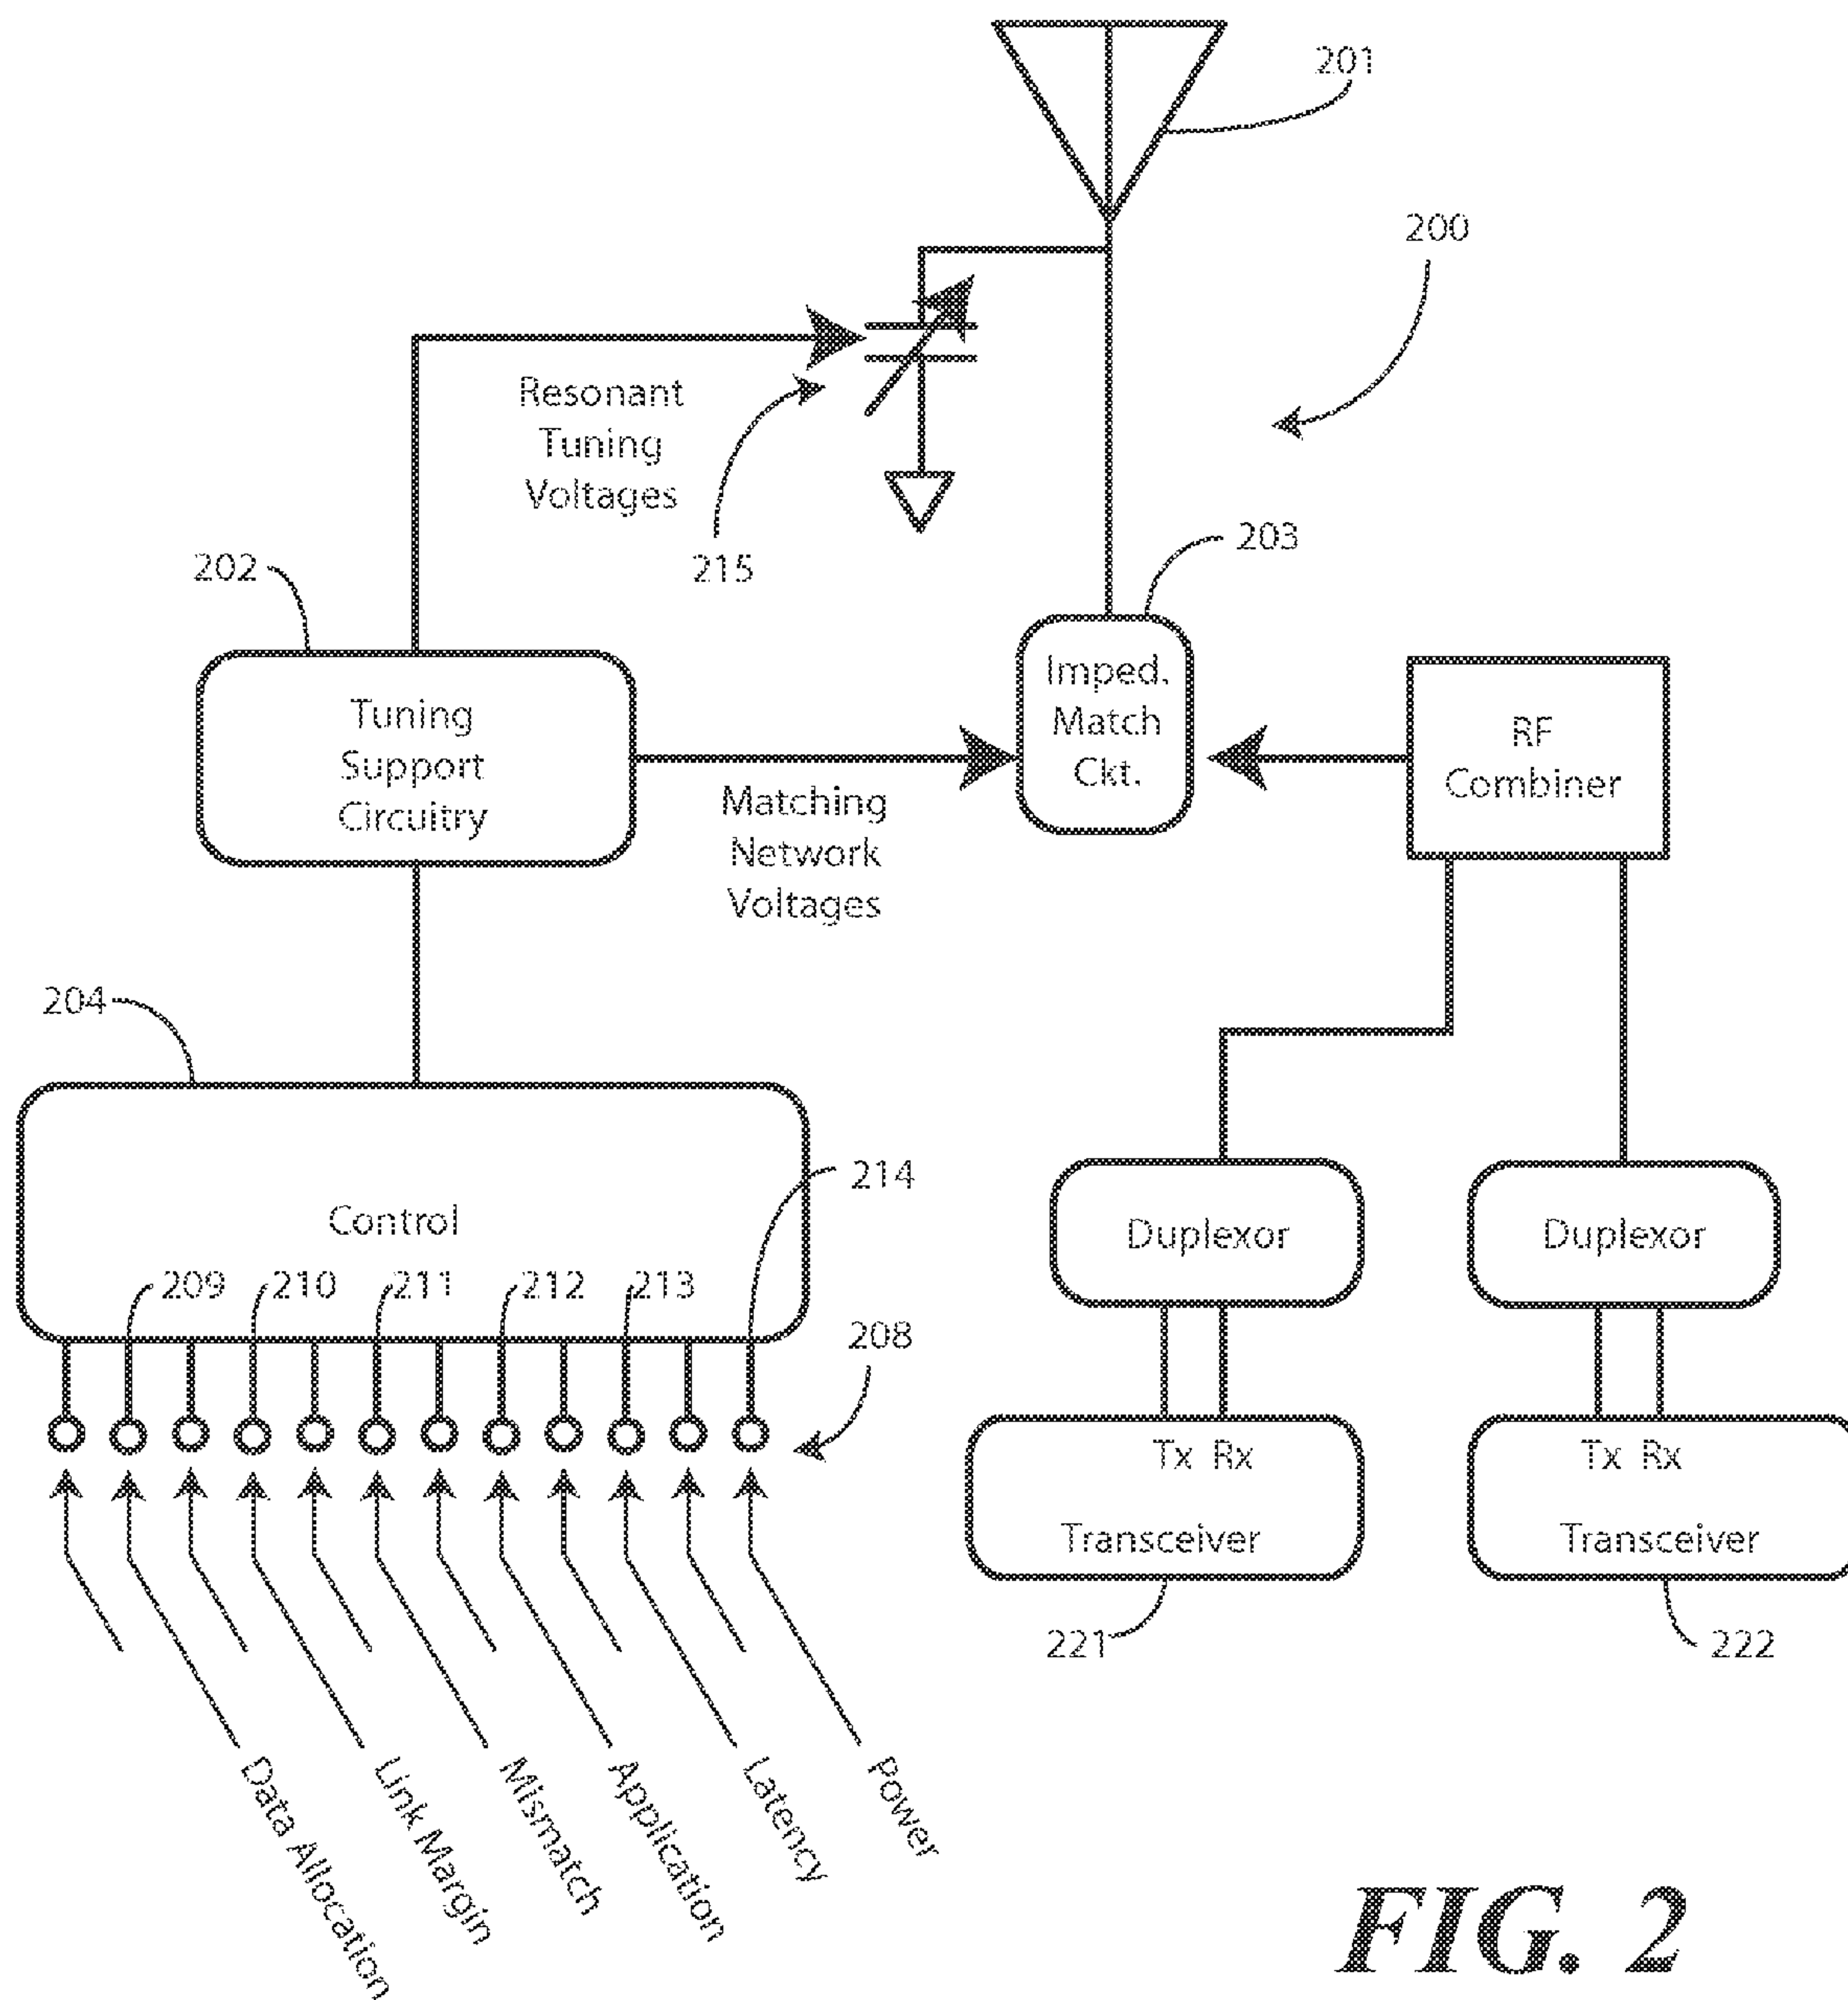 201
200
Resonant
Tuning
Voltages
215
203
202
Imped.
Match
Ckt.
RF
Combiner
Tuning
Support
Circuitry
Matching
Network
Voltages
204
214
Control
Duplexor
Duplexor
209
210
211
212
213
208
Tx Rx
Transceiver
Tx Rx
Transceiver
221
222
Data Allocation
Link Margin
Mismatch
Application
Latency
Power
FIG. 2